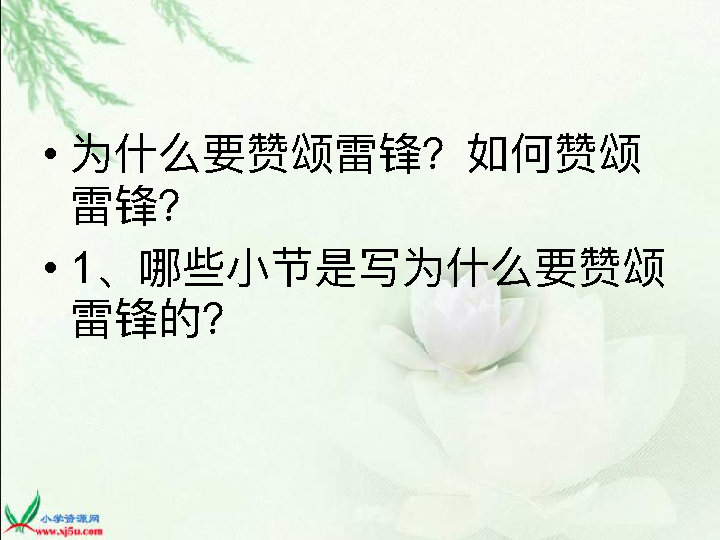 • 为什么要赞颂雷锋？如何赞颂
雷锋？
• 1、哪些小节是写为什么要赞颂
雷锋的？
小学资源网
www.xj5u.com